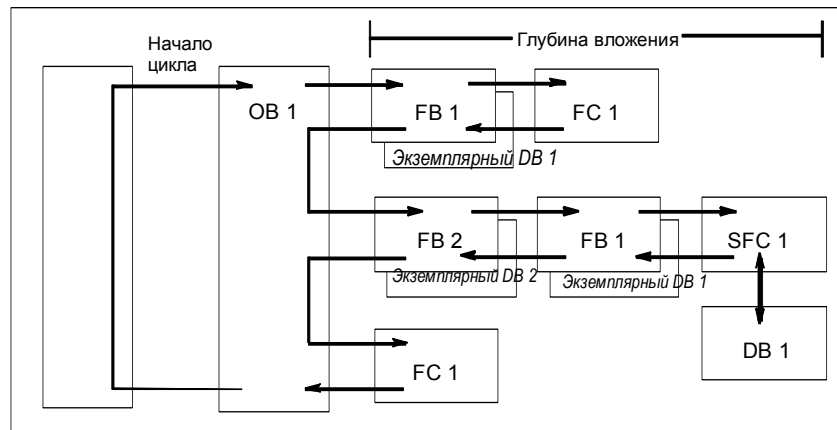 Начало
цикла
Глубина вложения
OB 1
FB 1
FC 1
Экземплярный DB 1
FB 2
FB 1
SFC 1
Экземплярный DB 2
Экземплярный DB 1
FC 1
DB 1